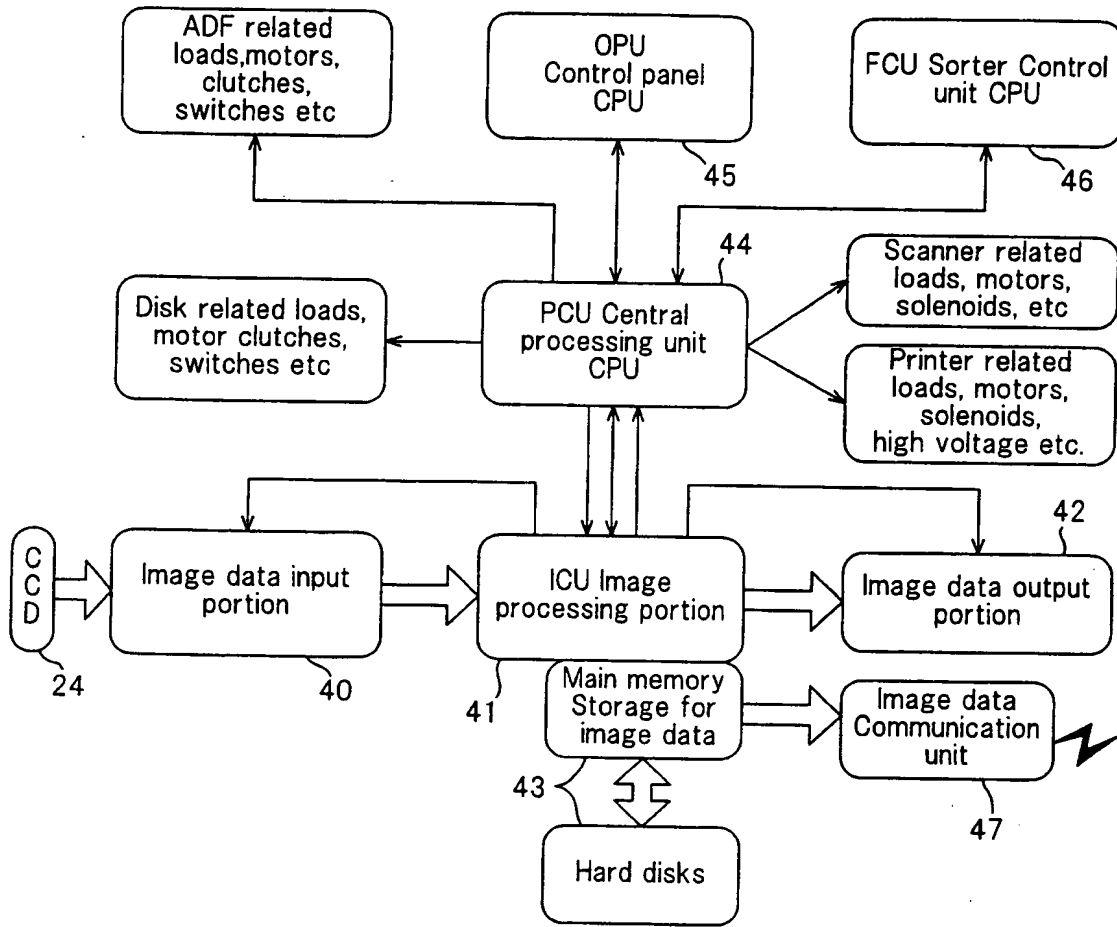 ADF related
loads,motors,
clutches,
switches etc
OPU
Control panel
CPU
45
FCU Sorter Control
unit CPU
46
44
Disk related loads,
motor clutches,
switches etc
PCU Central
processing unit
CPU
Scanner related
loads, motors,
solenoids, etc
Printer related
loads, motors,
solenoids,
high voltage etc.
CCD
24
Image data input
portion
40
ICU Image
processing portion
41
42
Image data output
portion
Main memory
Storage for
image data
43
Image data
Communication
unit
47
Hard disks